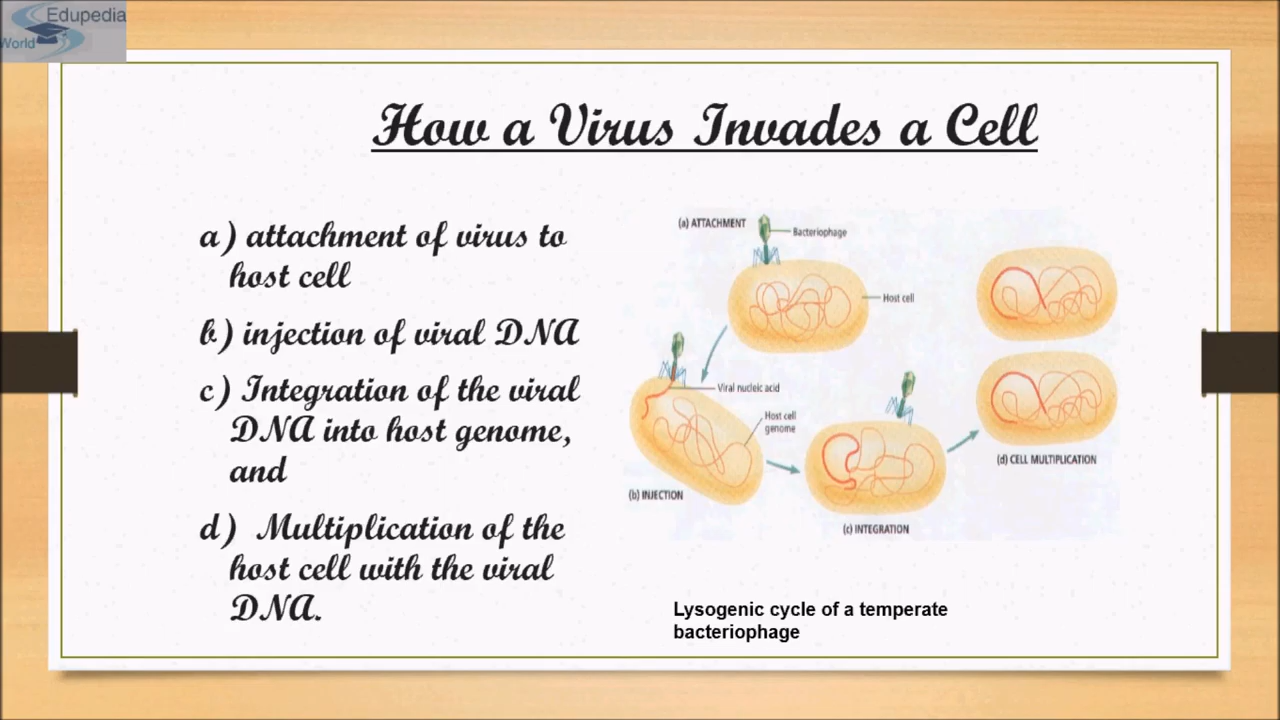 Edupedia
World
How a Virus Invades a Cell
a) attachment of virus to
host cell
b) injection of viral DNA
c) Integration of the viral
DNA into host genome,
and
d) Multiplication of the
host cell with the viral
DNA.
(a) ATTACHMENT
Bacteriophage
Host cell
Viral nucleic acid
Host cell
genome
(b) INJECTION
(c) INTEGRATION
(d) CELL MULTIPLICATION
Lysogenic cycle of a temperate
bacteriophage